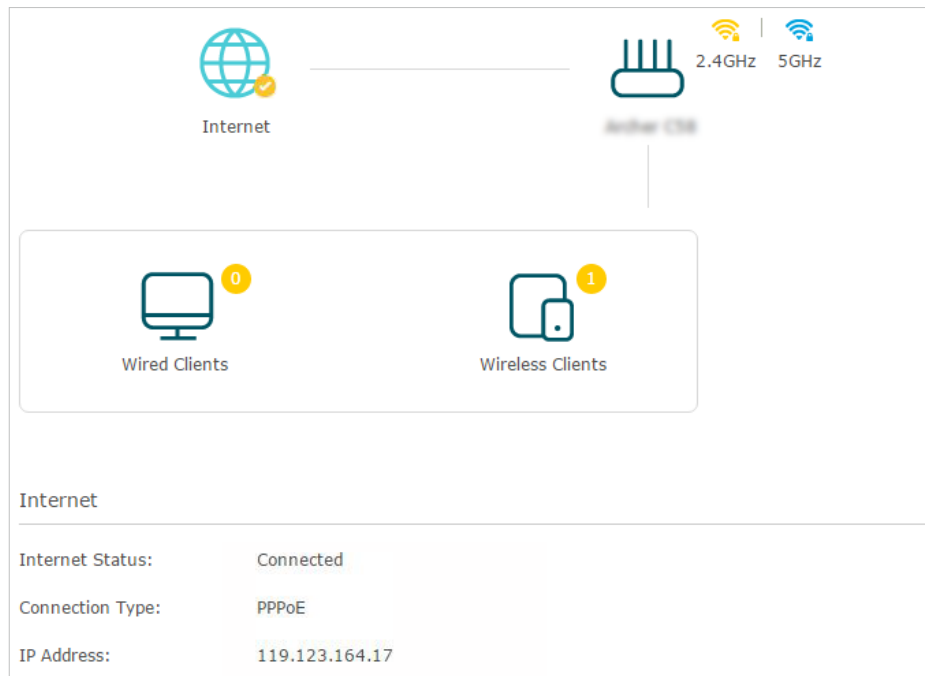 2.4GHz 5GHz
Internet
0
1
Wired Clients
Wireless Clients
Internet
Internet Status: Connected
Connection Type: PPPoE
IP Address: 119.123.164.17